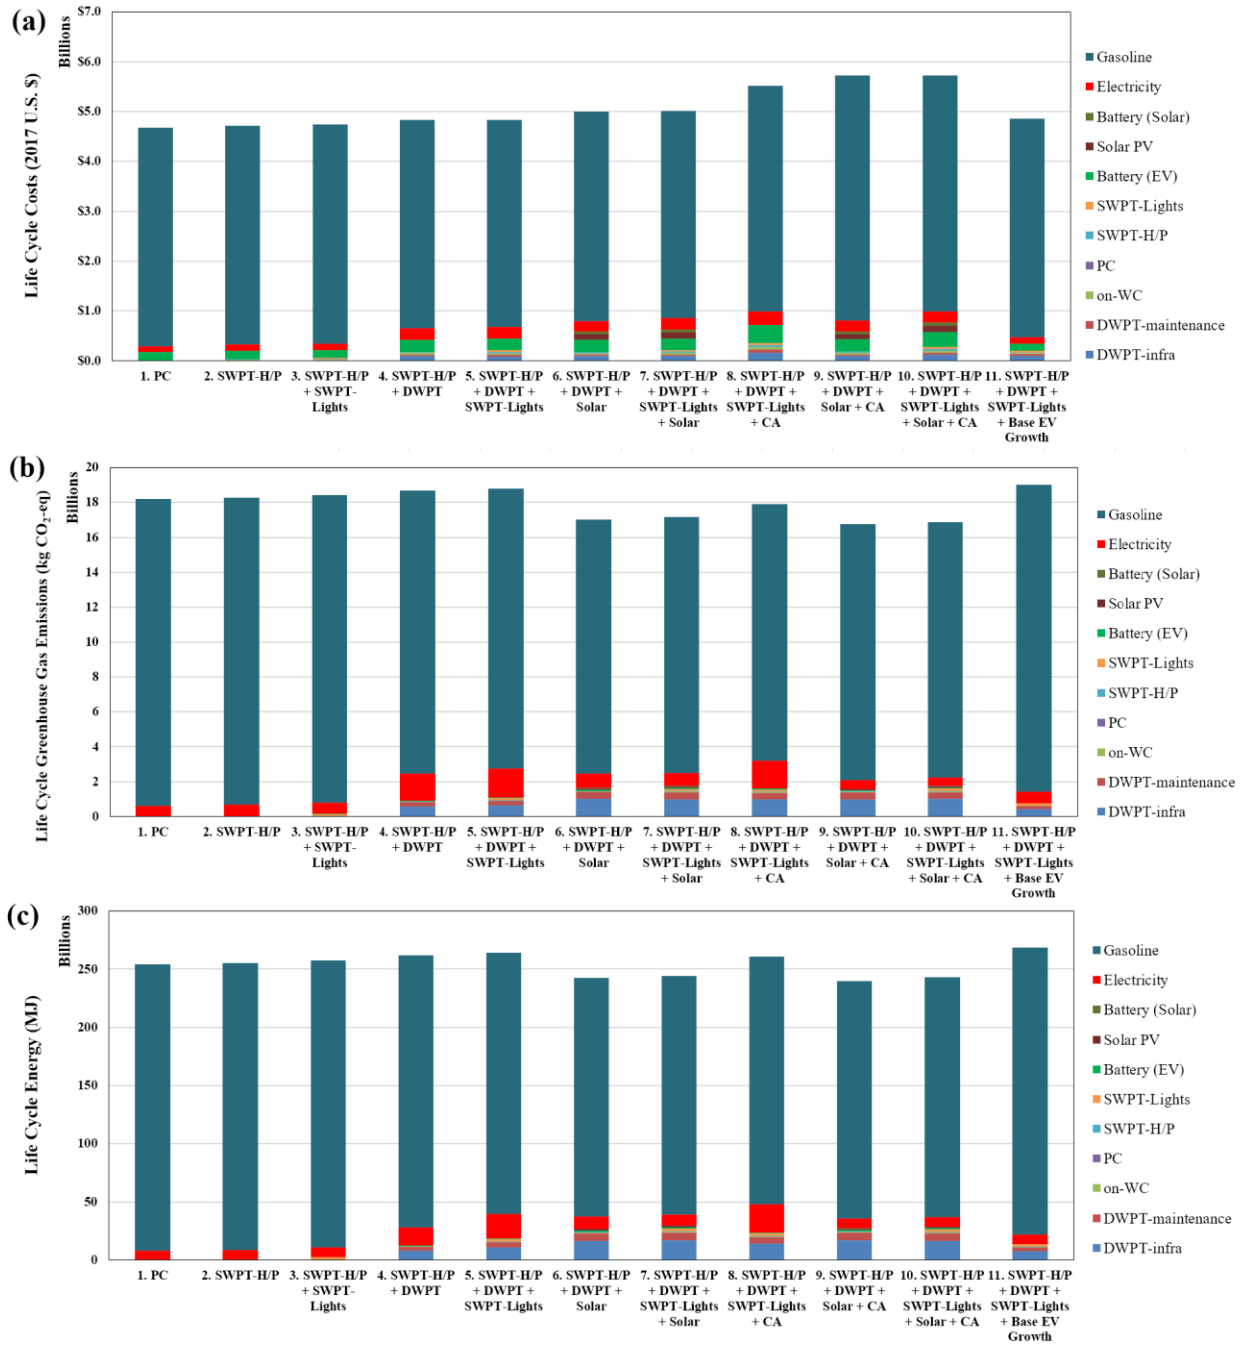 (a)
Billions
Life Cycle Costs (2017 U.S. $)
$7.0
$6.0
$5.0
$4.0
$3.0
$2.0
$1.0
$0.0
1. PC
2. SWPT-H/P
3. SWPT-H/P
+ SWPT-
Lights
4. SWPT-H/P
+ DWPT
5. SWPT-H/P
+ DWPT +
SWPT-Lights
6. SWPT-H/P
+ DWPT +
Solar
7. SWPT-H/P
+ DWPT +
SWPT-Lights
+ Solar
8. SWPT-H/P
+ DWPT +
SWPT-Lights
+ CA
9. SWPT-H/P
+ DWPT +
Solar + CA
10. SWPT-H/P
+ DWPT +
SWPT-Lights
+ Solar + CA
11. SWPT-H/P
+ DWPT +
SWPT-Lights
+ Base EV
Growth
Gasoline
Electricity
Battery (Solar)
Solar PV
Battery (EV)
SWPT-Lights
SWPT-H/P
PC
on-WC
DWPT-maintenance
DWPT-infra
(b)
Billions
Life Cycle Greenhouse Gas Emissions (kg CO₂-eq)
20
18
16
14
12
10
8
6
4
2
0
1. PC
2. SWPT-H/P
3. SWPT-H/P
+ SWPT-
Lights
4. SWPT-H/P
+ DWPT
5. SWPT-H/P
+ DWPT +
SWPT-Lights
6. SWPT-H/P
+ DWPT +
Solar
7. SWPT-H/P
+ DWPT +
SWPT-Lights
+ Solar
8. SWPT-H/P
+ DWPT +
SWPT-Lights
+ CA
9. SWPT-H/P
+ DWPT +
Solar + CA
10. SWPT-H/P
+ DWPT +
SWPT-Lights
+ Solar + CA
11. SWPT-H/P
+ DWPT +
SWPT-Lights
+ Base EV
Growth
Gasoline
Electricity
Battery (Solar)
Solar PV
Battery (EV)
SWPT-Lights
SWPT-H/P
PC
on-WC
DWPT-maintenance
DWPT-infra
(c)
Billions
Life Cycle Energy (MJ)
300
250
200
150
100
50
0
1. PC
2. SWPT-H/P
3. SWPT-H/P
+ SWPT-
Lights
4. SWPT-H/P
+ DWPT
5. SWPT-H/P
+ DWPT +
SWPT-Lights
6. SWPT-H/P
+ DWPT +
Solar
7. SWPT-H/P
+ DWPT +
SWPT-Lights
+ Solar
8. SWPT-H/P
+ DWPT +
SWPT-Lights
+ CA
9. SWPT-H/P
+ DWPT +
Solar + CA
10. SWPT-H/P
+ DWPT +
SWPT-Lights
+ Solar + CA
11. SWPT-H/P
+ DWPT +
SWPT-Lights
+ Base EV
Growth
Gasoline
Electricity
Battery (Solar)
Solar PV
Battery (EV)
SWPT-Lights
SWPT-H/P
PC
on-WC
DWPT-maintenance
DWPT-infra